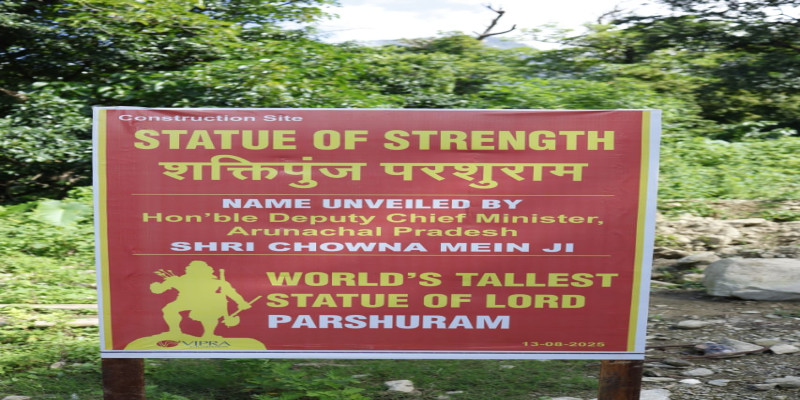 Construction Site
STATUE OF STRENGTH
शक्तिपुंज परशुराम
NAME UNVEILED BY
Hon'ble Deputy Chief Minister,
Arunachal Pradesh
SHRI CHOWNA MEIN JI
WORLD'S TALLEST
STATUE OF LORD
PARSHURAM
VIPRA
13-08-2025